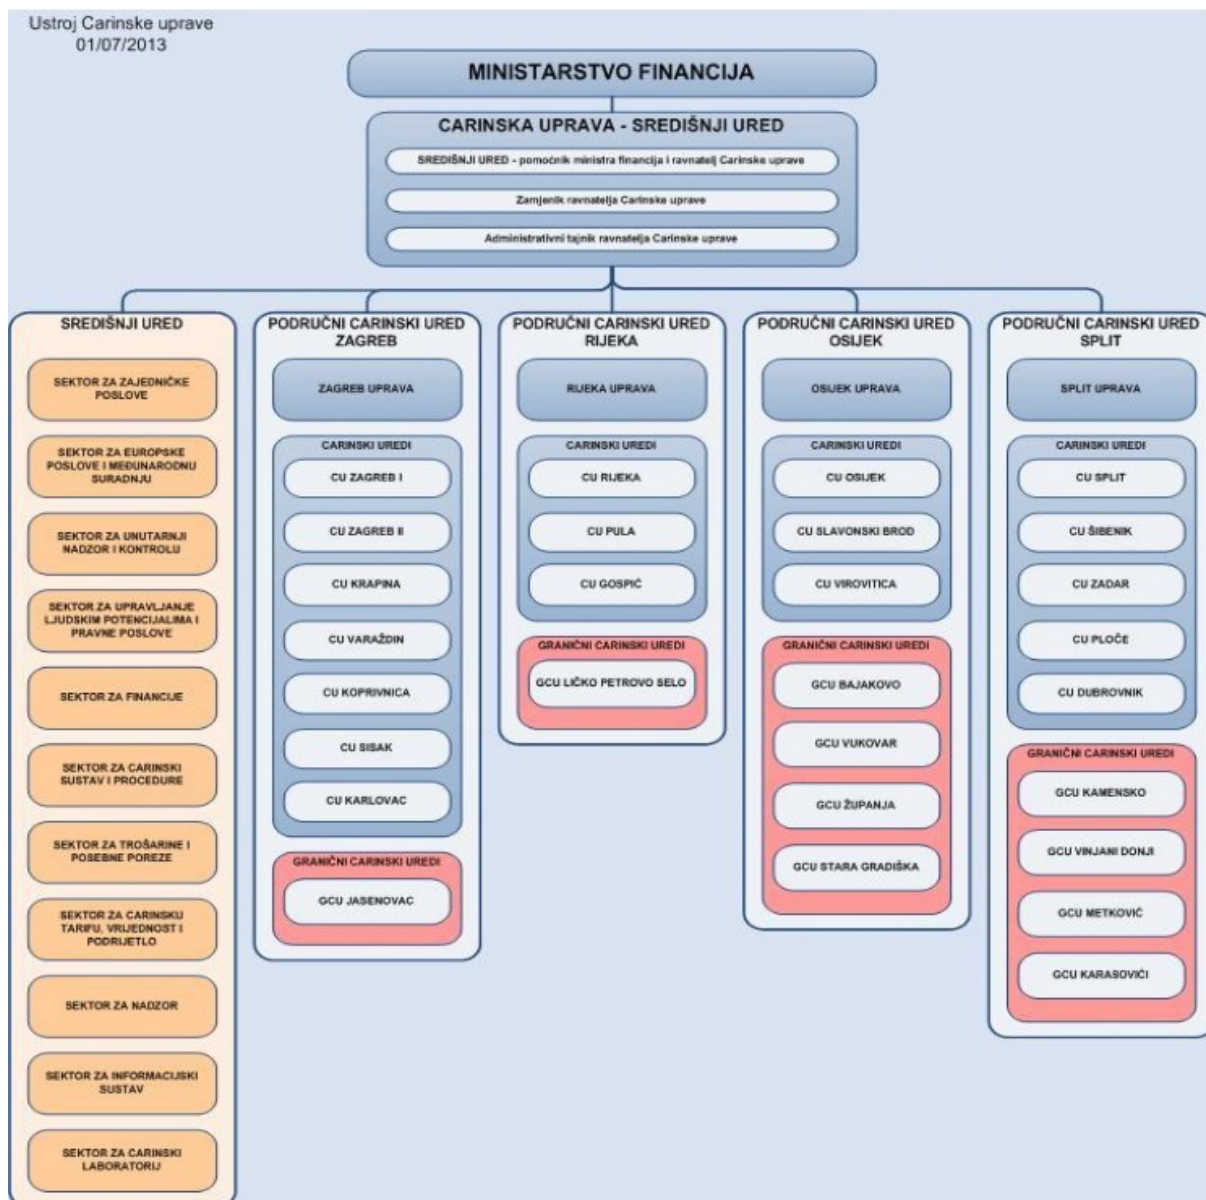 Ustroj Carinske uprave
01/07/2013
MINISTARSTVO FINANCIJA
CARINSKA UPRAVA - SREDIŠNJI URED
SREDIŠNJI URED - pomoćnik ministra financija i ravnatelj Carinske uprave
Zamjenik ravnatelja Carinske uprave
Administrativni tajnik ravnatelja Carinske uprave
SREDIŠNJI URED
SEKTOR ZA ZAJEDNIČKE
POSLOVE
SEKTOR ZA EUROPSKE
POSLOVE I MEĐUNARODNU
SURADNJU
SEKTOR ZA UNUTARNJI
NADZOR I KONTROLU
SEKTOR ZA UPRAVLJANJE
LJUDSKIM POTENCIJALIMA I
PRAVNE POSLOVE
SEKTOR ZA FINANCIJE
SEKTOR ZA CARINSKI
SUSTAV I PROCEDURE
SEKTOR ZA TROŠARINE I
POSEBNE POREZE
SEKTOR ZA CARINSKU
TARIFU, VRIJEDNOST I
PODRIJETLO
SEKTOR ZA NADZOR
SEKTOR ZA INFORMACIJSKI
SUSTAV
SEKTOR ZA CARINSKI
LABORATORIJ
PODRUČNI CARINSKI URED
ZAGREB
ZAGREB UPRAVA
CARINSKI UREDI
CU ZAGREB I
CU ZAGREB II
CU KRAPINA
CU VARAŽDIN
CU KOPRIVNICA
CU SISAK
CU KARLOVAC
GRANIČNI CARINSKI UREDI
GCU JASENOVAC
PODRUČNI CARINSKI URED
RIJEKA
RIJEKA UPRAVA
CARINSKI UREDI
CU RIJEKA
CU PULA
CU GOSPIĆ
GRANIČNI CARINSKI UREDI
GCU LIČKO PETROVO SELO
PODRUČNI CARINSKI URED
OSIJEK
OSIJEK UPRAVA
CARINSKI UREDI
CU OSIJEK
CU SLAVONSKI BROD
CU VIROVITICA
GRANIČNI CARINSKI UREDI
GCU BAJAKOVO
GCU VUKOVAR
GCU ŽUPANJA
GCU STARA GRADIŠKA
PODRUČNI CARINSKI URED
SPLIT
SPLIT UPRAVA
CARINSKI UREDI
CU SPLIT
CU ŠIBENIK
CU ZADAR
CU PLOČE
CU DUBROVNIK
GRANIČNI CARINSKI UREDI
GCU KAMENSKO
GCU VINJANI DONJI
GCU METKOVIĆ
GCU KARASOVIĆI